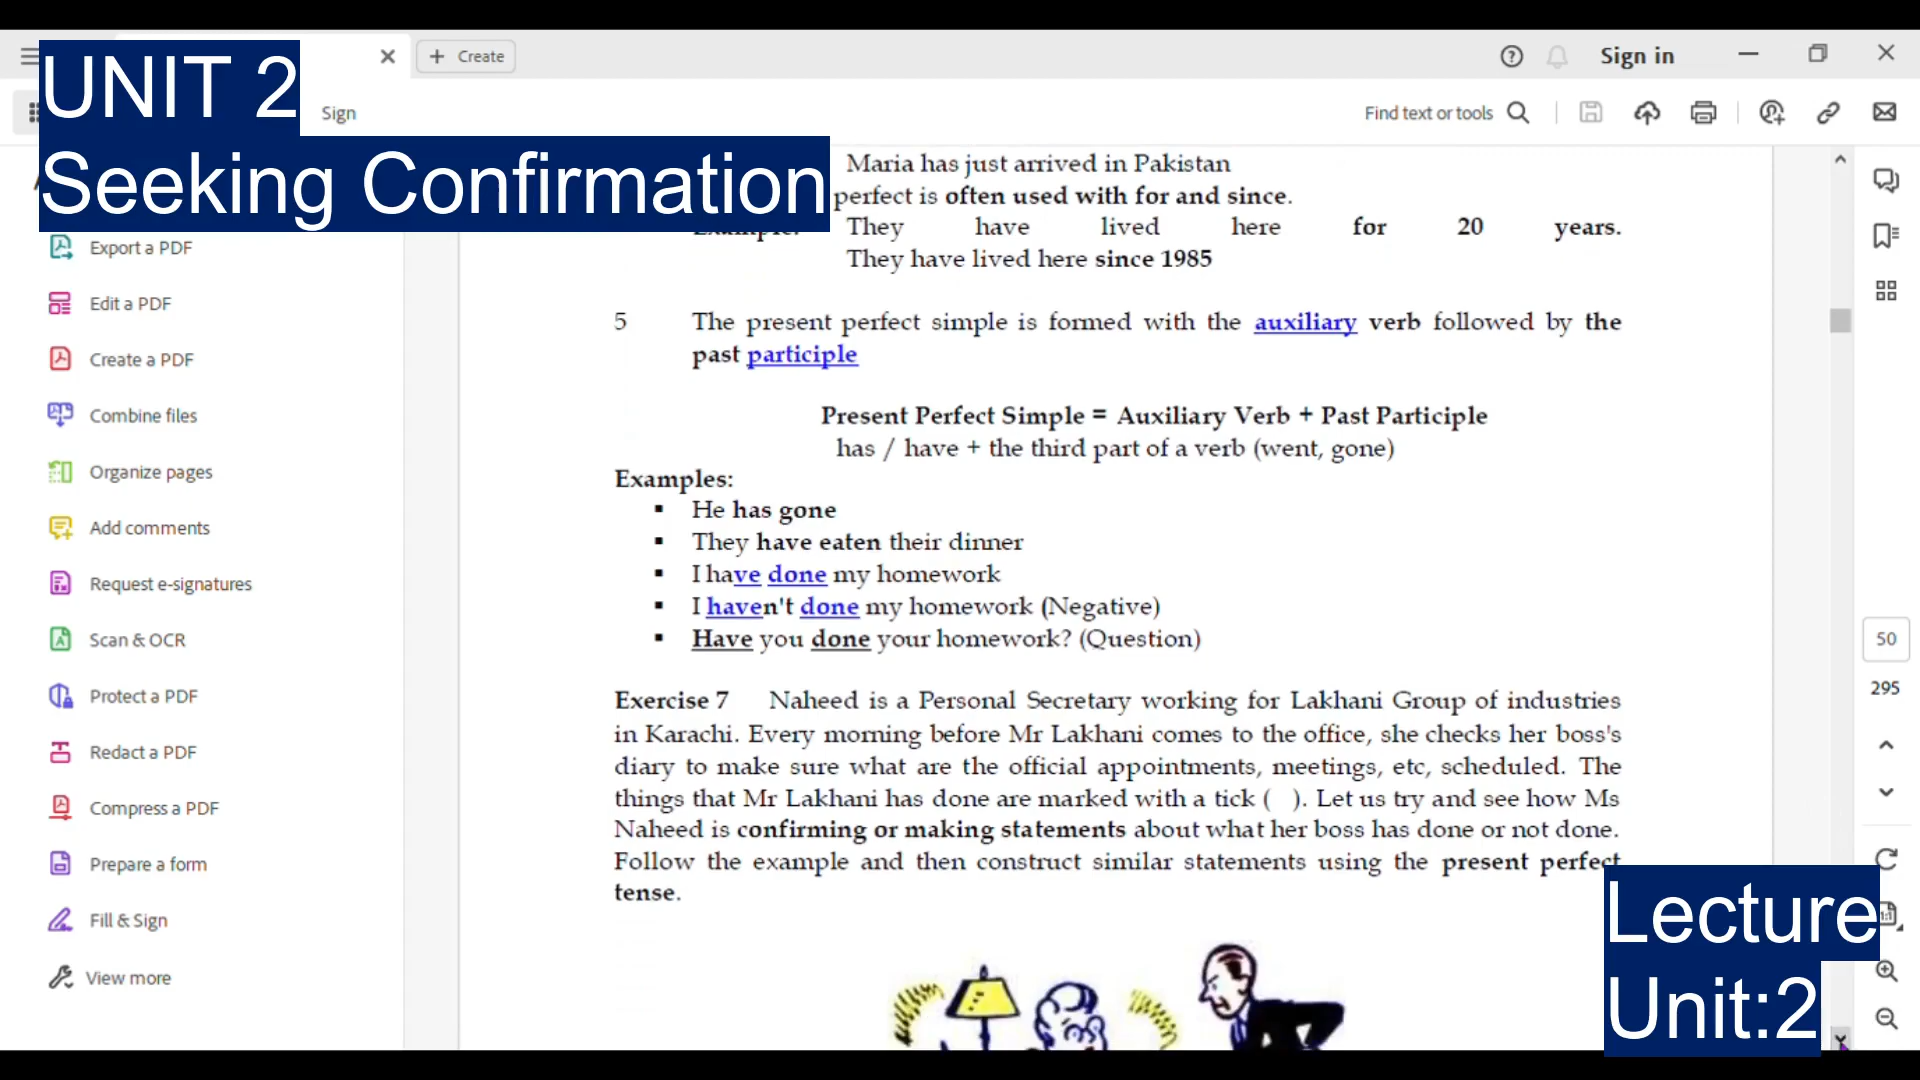 UNIT 2
Seeking Confirmation
Create
Sign in
Sign
Find text or tools
Maria has just arrived in Pakistan
perfect is often used with for and since.
They have lived here for 20 years.
They have lived here since 1985
5 The present perfect simple is formed with the auxiliary verb followed by the
past participle
Present Perfect Simple = Auxiliary Verb + Past Participle
has / have + the third part of a verb (went, gone)
Examples:
▪ He has gone
▪ They have eaten their dinner
▪ I have done my homework
▪ I haven't done my homework (Negative)
▪ Have you done your homework? (Question)
Exercise 7 Naheed is a Personal Secretary working for Lakhani Group of industries
in Karachi. Every morning before Mr Lakhani comes to the office, she checks her boss's
diary to make sure what are the official appointments, meetings, etc, scheduled. The
things that Mr Lakhani has done are marked with a tick ( ). Let us try and see how Ms
Naheed is confirming or making statements about what her boss has done or not done.
Follow the example and then construct similar statements using the present perfect
tense.
Export a PDF
Edit a PDF
Create a PDF
Combine files
Organize pages
Add comments
Request e-signatures
Scan & OCR
Protect a PDF
Redact a PDF
Compress a PDF
Prepare a form
Fill & Sign
View more
50
295
Lecture
Unit:2